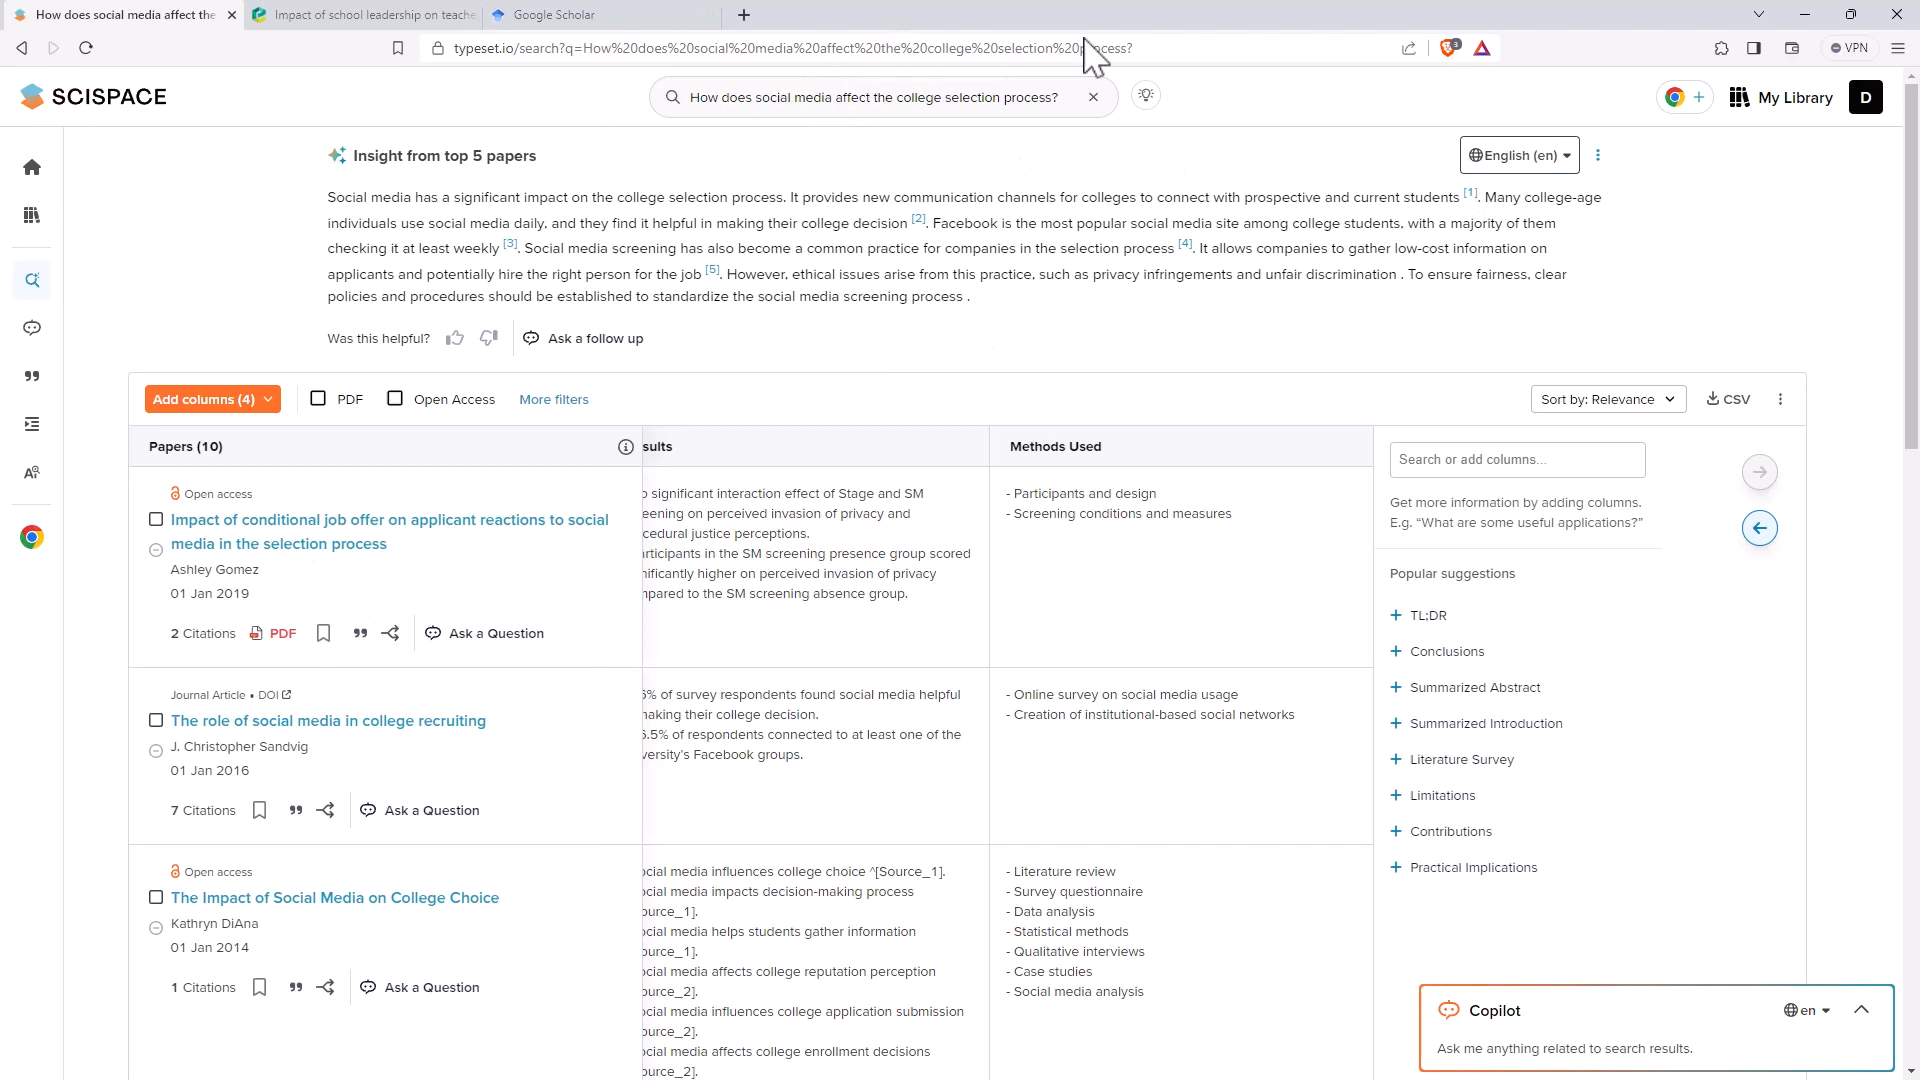 How does social media affect the
Impact of school leadership on teache
Google Scholar
typeset.io/search?q=How%20does%20social%20media%20affect%20the%20college%20selection%20process?
3
VPN
SCISPACE
How does social media affect the college selection process?
My Library
D
Insight from top 5 papers
English (en)
Social media has a significant impact on the college selection process. It provides new communication channels for colleges to connect with prospective and current students [1]. Many college-age
individuals use social media daily, and they find it helpful in making their college decision [2]. Facebook is the most popular social media site among college students, with a majority of them
checking it at least weekly [3]. Social media screening has also become a common practice for companies in the selection process [4]. It allows companies to gather low-cost information on
applicants and potentially hire the right person for the job [5]. However, ethical issues arise from this practice, such as privacy infringements and unfair discrimination . To ensure fairness, clear
policies and procedures should be established to standardize the social media screening process .
Was this helpful?
Ask a follow up
Add columns (4)
PDF
Open Access
More filters
Sort by: Relevance
CSV
Papers (10)
sults
Methods Used
Search or add columns...
Get more information by adding columns.
E.g. “What are some useful applications?”
Popular suggestions
+ TL;DR
+ Conclusions
+ Summarized Abstract
+ Summarized Introduction
+ Literature Survey
+ Limitations
+ Contributions
+ Practical Implications
Open access
Impact of conditional job offer on applicant reactions to social
media in the selection process
Ashley Gomez
01 Jan 2019
2 Citations
PDF
Ask a Question
o significant interaction effect of Stage and SM
eening on perceived invasion of privacy and
cedural justice perceptions.
articipants in the SM screening presence group scored
nificantly higher on perceived invasion of privacy
mpared to the SM screening absence group.
- Participants and design
- Screening conditions and measures
Journal Article • DOI
The role of social media in college recruiting
J. Christopher Sandvig
01 Jan 2016
7 Citations
Ask a Question
6% of survey respondents found social media helpful
naking their college decision.
6.5% of respondents connected to at least one of the
versity’s Facebook groups.
- Online survey on social media usage
- Creation of institutional-based social networks
Open access
The Impact of Social Media on College Choice
Kathryn DiAna
01 Jan 2014
1 Citations
Ask a Question
ocial media influences college choice ^[Source_1].
ocial media impacts decision-making process
ource_1].
ocial media helps students gather information
ource_1].
ocial media affects college reputation perception
ource_2].
ocial media influences college application submission
ource_2].
ocial media affects college enrollment decisions
ource_2].
- Literature review
- Survey questionnaire
- Data analysis
- Statistical methods
- Qualitative interviews
- Case studies
- Social media analysis
Copilot
en
Ask me anything related to search results.